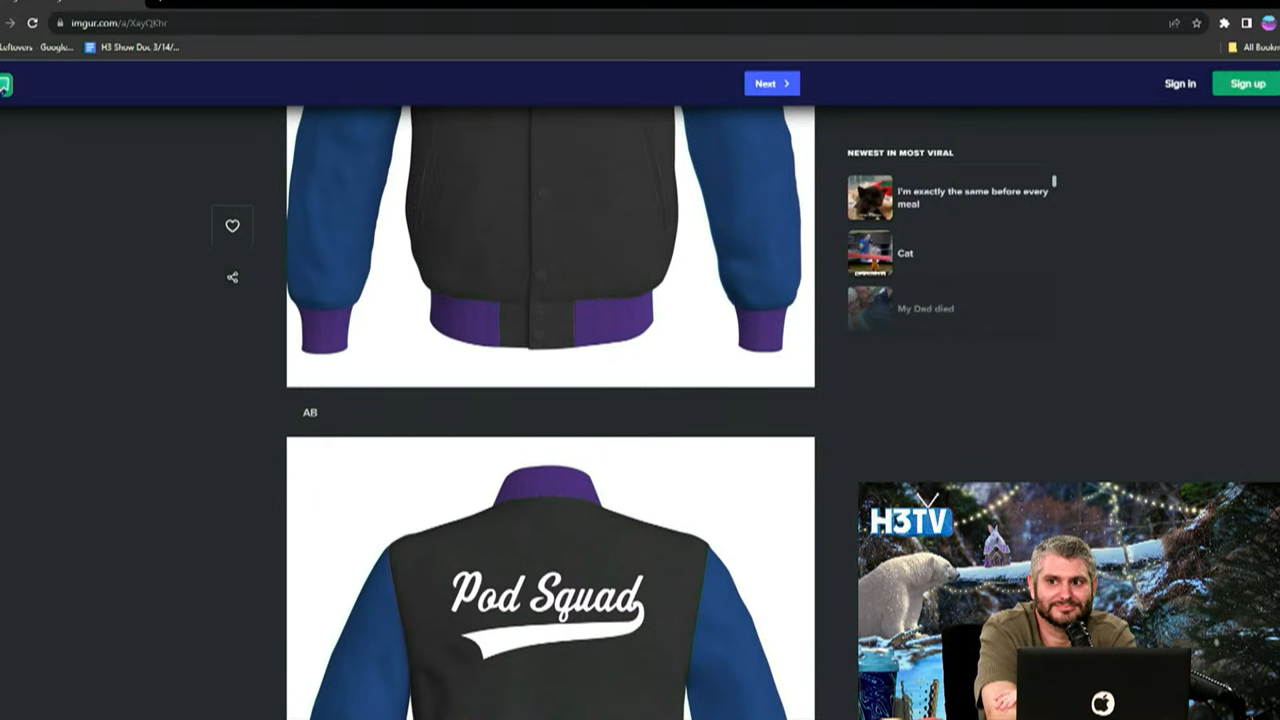 imgur.com/a/XayQKhr
Leftovers Google...
H3 Show Doc 3/14/...
All Bookm
Next
Sign in
Sign up
NEWEST IN MOST VIRAL
I'm exactly the same before every
meal
Cat
My Dad died
AB
Pod Squad
H3TV